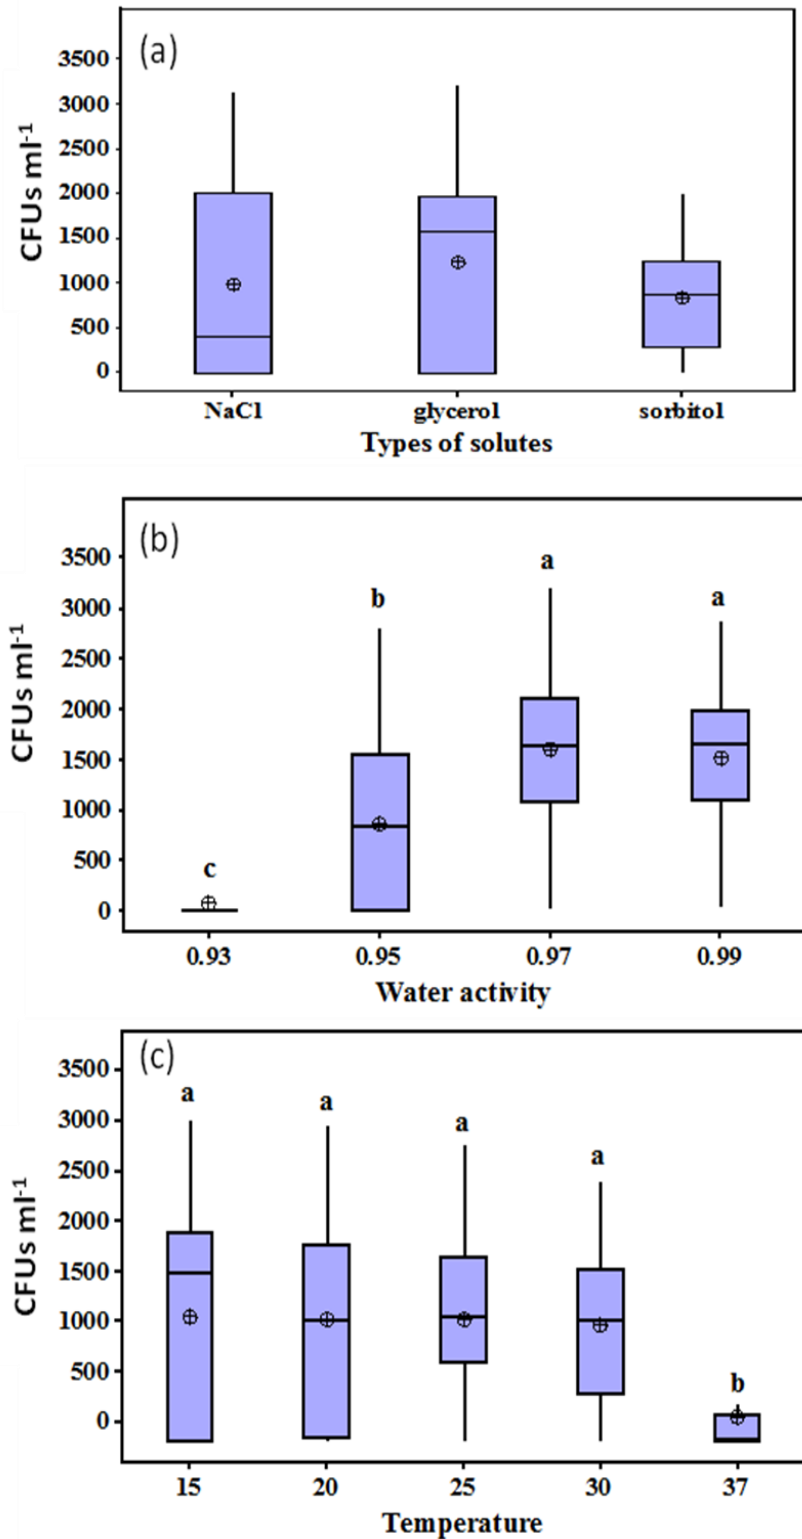 (a)
3500
3000
2500
2000
1500
1000
500
0
CFUs ml-1
NaCl glycerol sorbitol
Types of solutes
(b)
3500
3000
2500
2000
1500
1000
500
0
CFUs ml-1
c b a a
0.93 0.95 0.97 0.99
Water activity
(c)
3500
3000
2500
2000
1500
1000
500
0
CFUs ml-1
a a a a b
15 20 25 30 37
Temperature